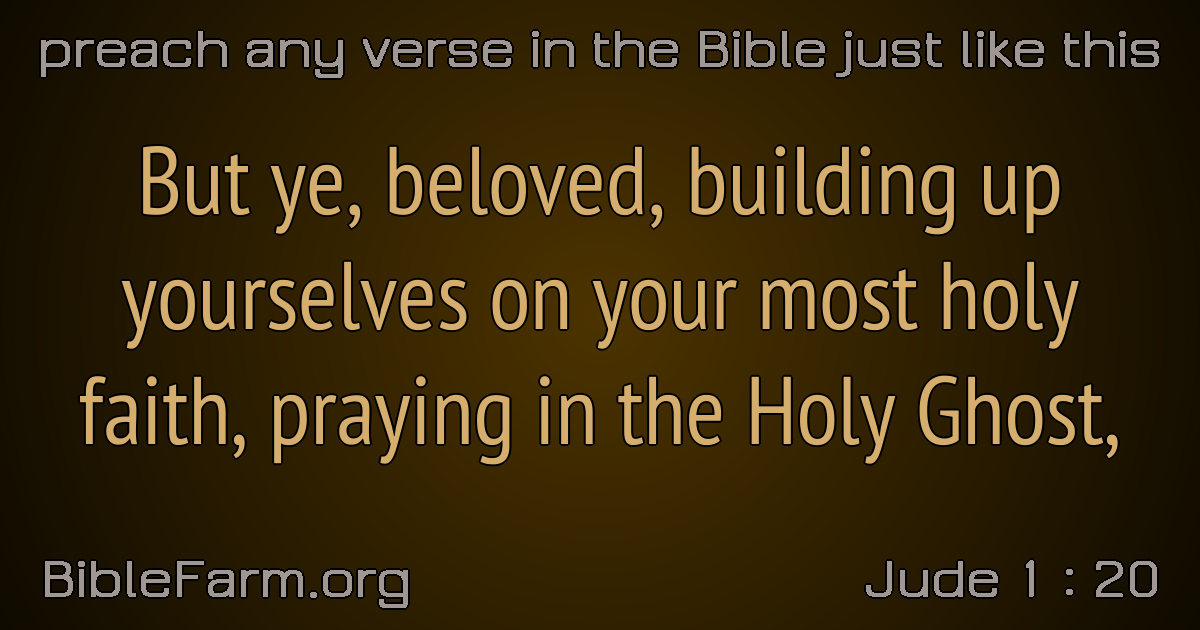 preach any verse in the Bible just like this
But ye, beloved, building up
yourselves on your most holy
faith, praying in the Holy Ghost,
BibleFarm.org
Jude 1 : 20